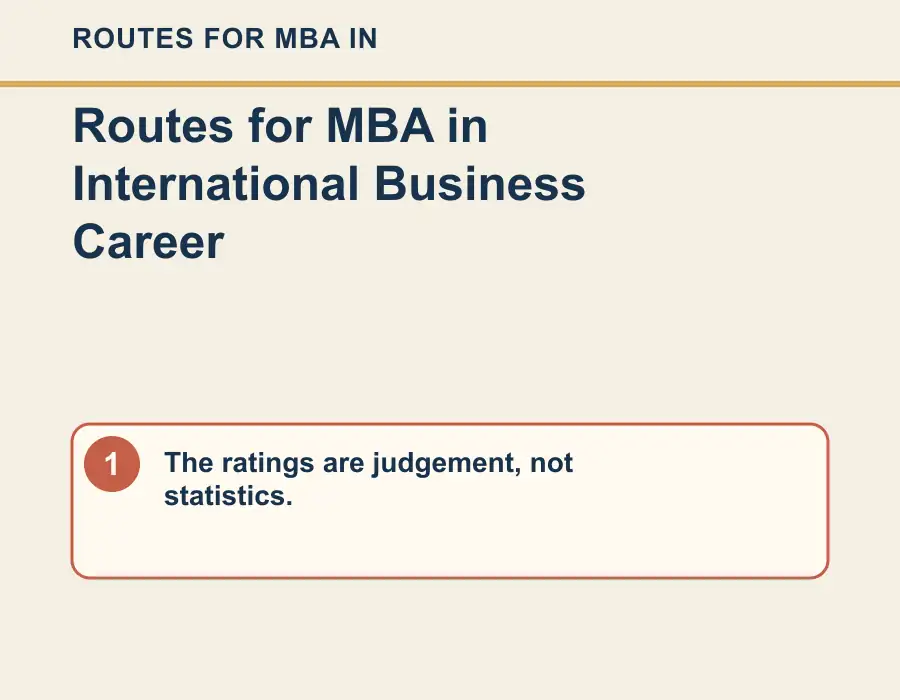 ROUTES FOR MBA IN
Routes for MBA in
International Business
Career
1
The ratings are judgement, not
statistics.